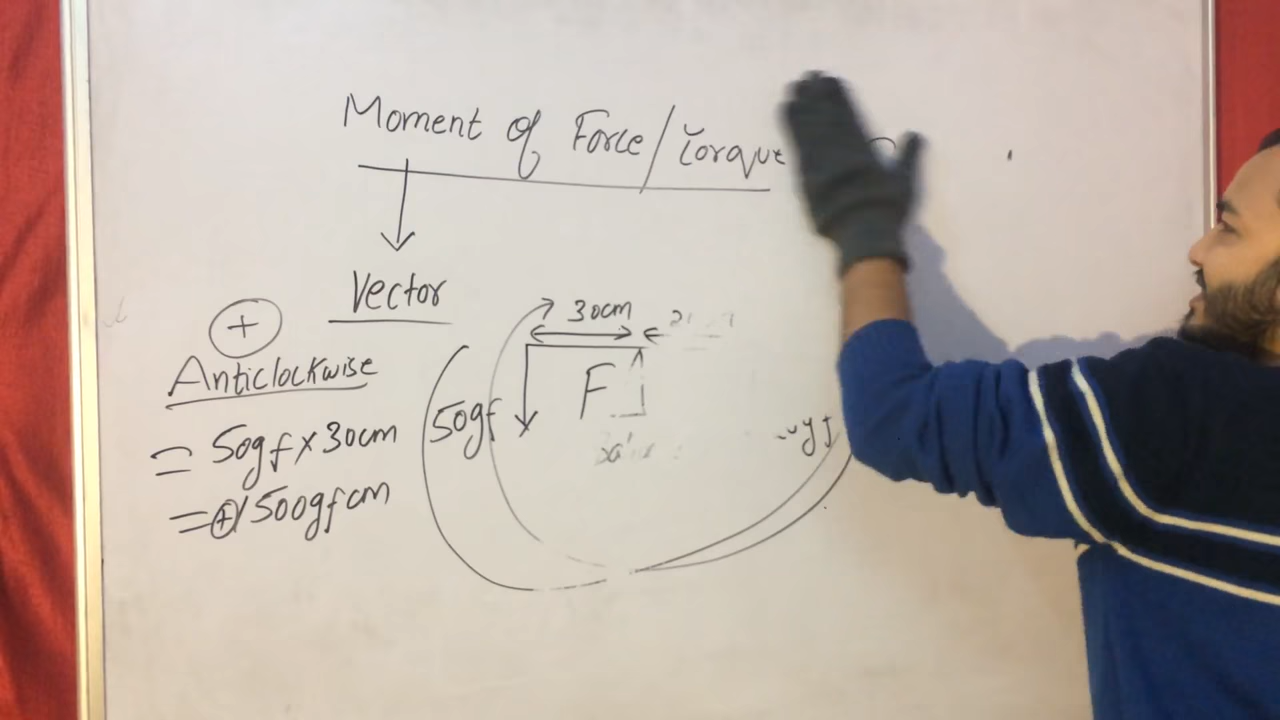 Moment of Force/Torque
Vector
+
Anticlockwise
= 50gf x 30cm
= + 1500gfcm
30cm
50gf
F